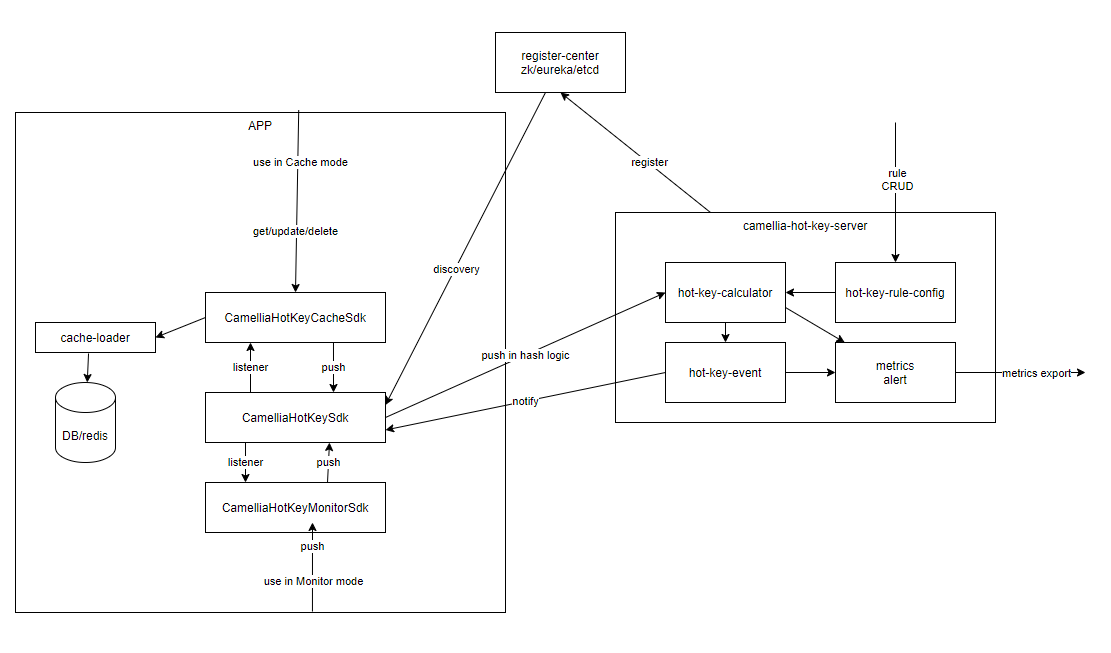 register-center
zk/eureka/etcd
APP
use in Cache mode
register
rule
CRUD
get/update/delete
camellia-hot-key-server
discovery
hot-key-calculator
hot-key-rule-config
CamelliaHotKeyCacheSdk
cache-loader
push in hash logic
listener
push
hot-key-event
metrics
alert
metrics export
notify
CamelliaHotKeySdk
DB/redis
listener
push
CamelliaHotKeyMonitorSdk
push
use in Monitor mode